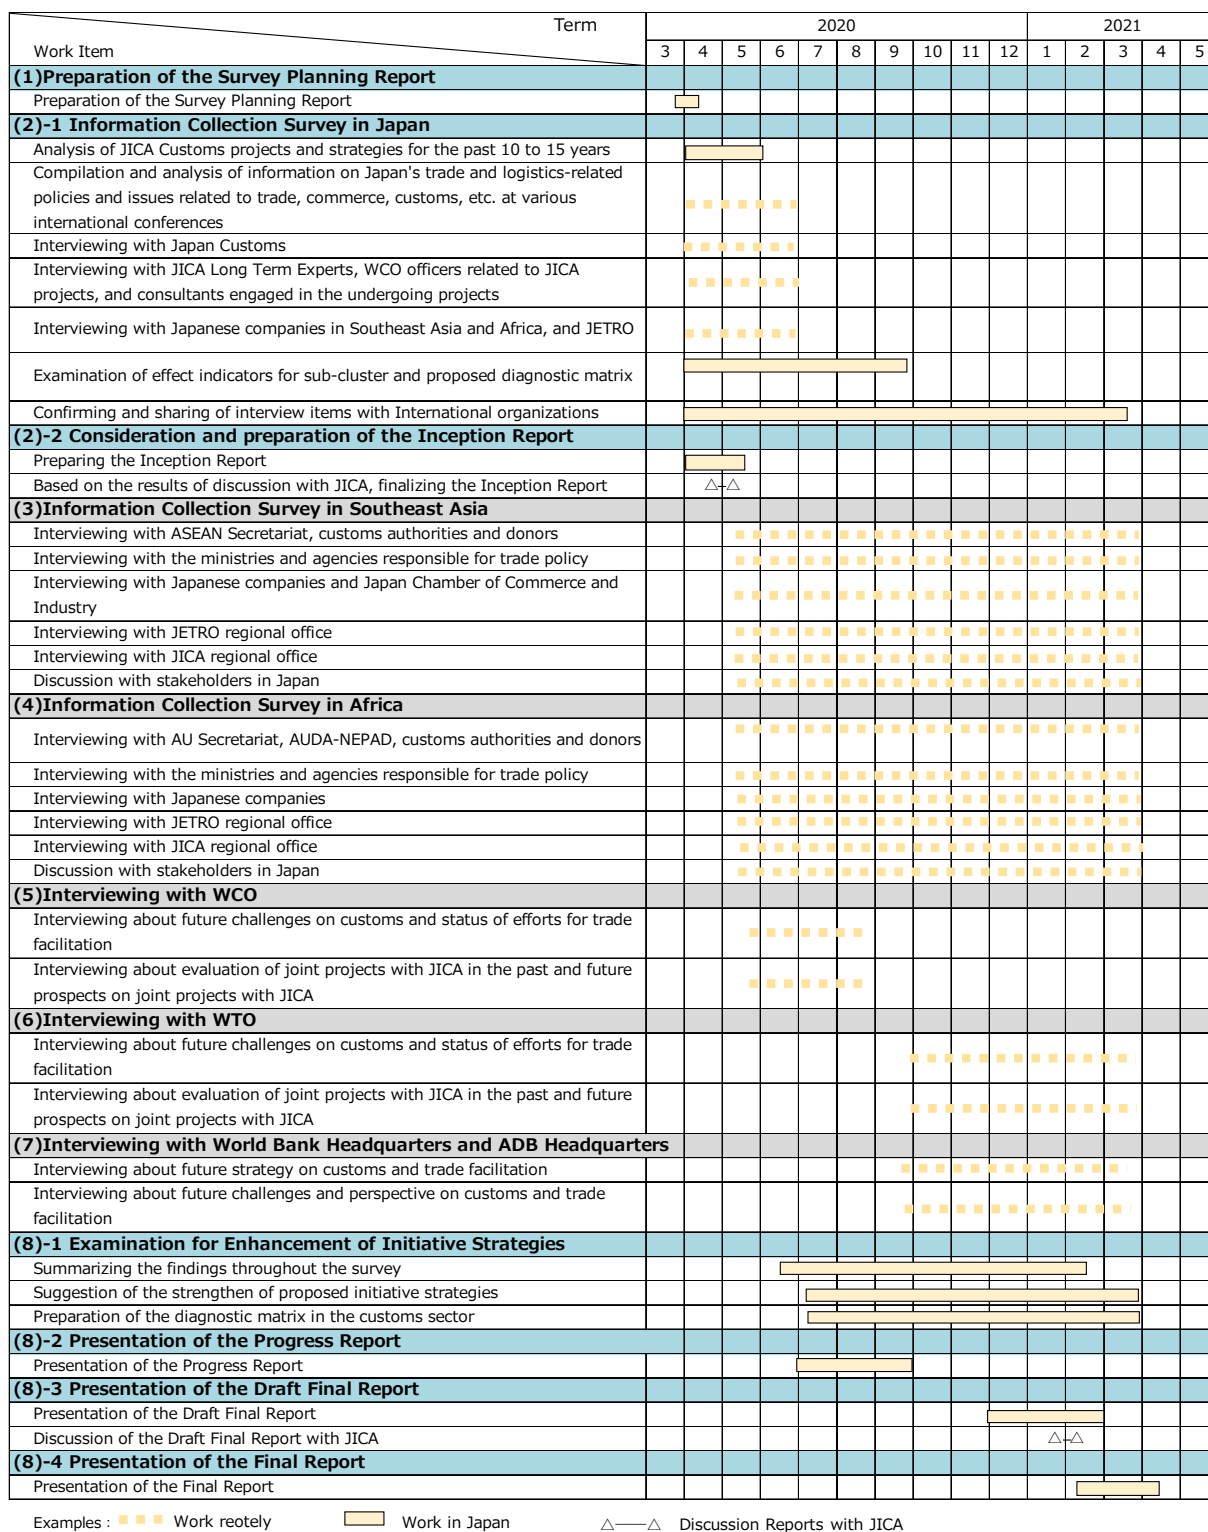 Term
2020
2021
Work Item
3 4 5 6 7 8 9 10 11 12 1 2 3 4 5
(1)Preparation of the Survey Planning Report
Preparation of the Survey Planning Report
(2)-1 Information Collection Survey in Japan
Analysis of JICA Customs projects and strategies for the past 10 to 15 years
Compilation and analysis of information on Japan's trade and logistics-related
policies and issues related to trade, commerce, customs, etc. at various
international conferences
Interviewing with Japan Customs
Interviewing with JICA Long Term Experts, WCO officers related to JICA
projects, and consultants engaged in the undergoing projects
Interviewing with Japanese companies in Southeast Asia and Africa, and JETRO
Examination of effect indicators for sub-cluster and proposed diagnostic matrix
Confirming and sharing of interview items with International organizations
(2)-2 Consideration and preparation of the Inception Report
Preparing the Inception Report
Based on the results of discussion with JICA, finalizing the Inception Report
(3)Information Collection Survey in Southeast Asia
Interviewing with ASEAN Secretariat, customs authorities and donors
Interviewing with the ministries and agencies responsible for trade policy
Interviewing with Japanese companies and Japan Chamber of Commerce and
Industry
Interviewing with JETRO regional office
Interviewing with JICA regional office
Discussion with stakeholders in Japan
(4)Information Collection Survey in Africa
Interviewing with AU Secretariat, AUDA-NEPAD, customs authorities and donors
Interviewing with the ministries and agencies responsible for trade policy
Interviewing with Japanese companies
Interviewing with JETRO regional office
Interviewing with JICA regional office
Discussion with stakeholders in Japan
(5)Interviewing with WCO
Interviewing about future challenges on customs and status of efforts for trade
facilitation
Interviewing about evaluation of joint projects with JICA in the past and future
prospects on joint projects with JICA
(6)Interviewing with WTO
Interviewing about future challenges on customs and status of efforts for trade
facilitation
Interviewing about evaluation of joint projects with JICA in the past and future
prospects on joint projects with JICA
(7)Interviewing with World Bank Headquarters and ADB Headquarters
Interviewing about future strategy on customs and trade facilitation
Interviewing about future challenges and perspective on customs and trade
facilitation
(8)-1 Examination for Enhancement of Initiative Strategies
Summarizing the findings throughout the survey
Suggestion of the strengthen of proposed initiative strategies
Preparation of the diagnostic matrix in the customs sector
(8)-2 Presentation of the Progress Report
Presentation of the Progress Report
(8)-3 Presentation of the Draft Final Report
Presentation of the Draft Final Report
Discussion of the Draft Final Report with JICA
(8)-4 Presentation of the Final Report
Presentation of the Final Report
Examples : Work reotely Work in Japan Discussion Reports with JICA